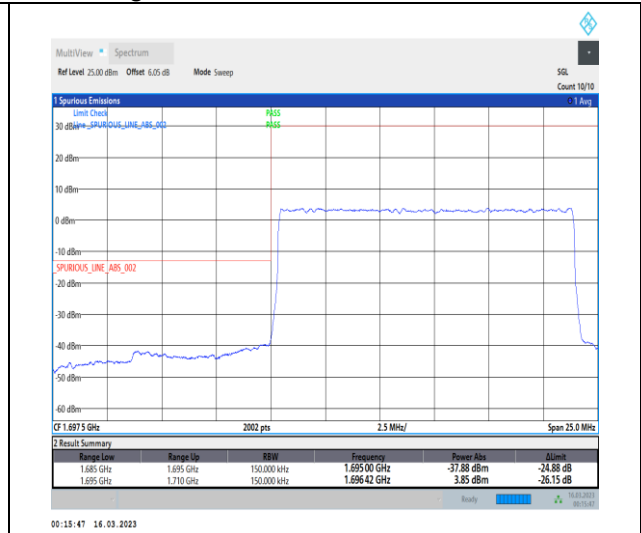 MultiView Spectrum
Ref Level 25.00 dBm Offset 6.05 dB Mode Sweep SGL
Count 10/10
1 Spurious Emissions 1 Avg
Limit Check PASS
30 dBm Line _SPURIOUS_LINE_ABS_002 PASS
20 dBm
10 dBm
0 dBm
-10 dBm
_SPURIOUS_LINE_ABS_002
-20 dBm
-30 dBm
-40 dBm
-50 dBm
-60 dBm
CF 1.697 5 GHz 2002 pts 2.5 MHz/ Span 25.0 MHz
2 Result Summary
Range Low Range Up RBW Frequency Power Abs ΔLimit
1.685 GHz 1.695 GHz 150.000 kHz 1.695 00 GHz -37.88 dBm -24.88 dB
1.695 GHz 1.710 GHz 150.000 kHz 1.696 42 GHz 3.85 dBm -26.15 dB
Ready 16.03.2023
00:15:47
00:15:47 16.03.2023